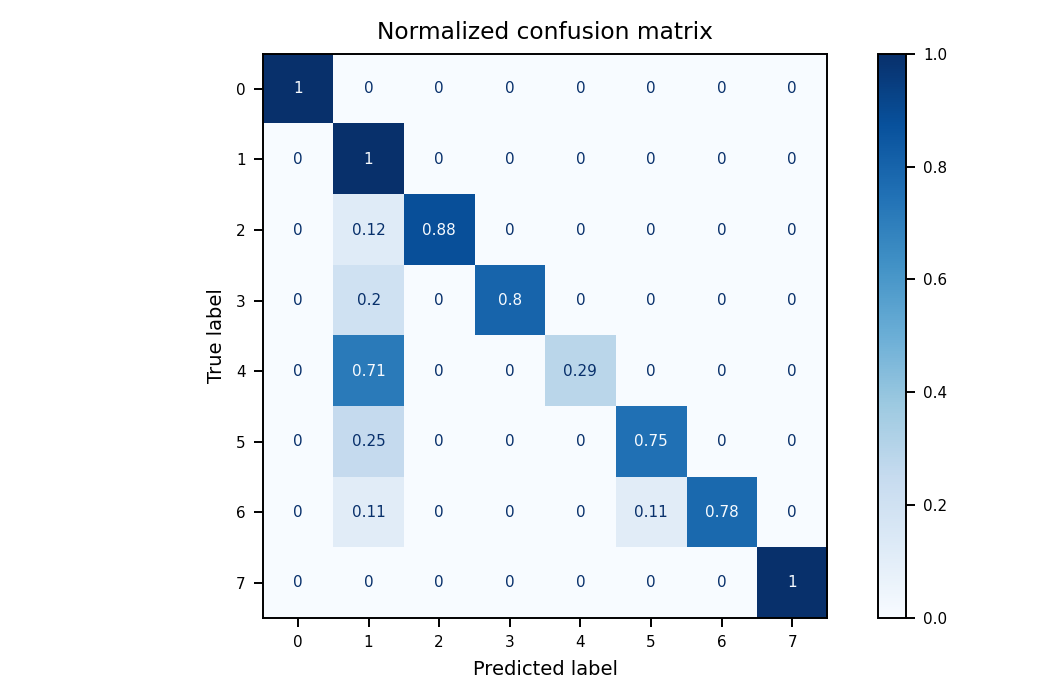 Normalized confusion matrix
0 1 0 0 0 0 0 0 0
1 0 1 0 0 0 0 0 0
2 0 0.12 0.88 0 0 0 0 0
3 0 0.2 0 0.8 0 0 0 0
4 0 0.71 0 0 0.29 0 0 0
5 0 0.25 0 0 0 0.75 0 0
6 0 0.11 0 0 0 0.11 0.78 0
7 0 0 0 0 0 0 0 1
0 1 2 3 4 5 6 7
True label
Predicted label
1.0
0.8
0.6
0.4
0.2
0.0